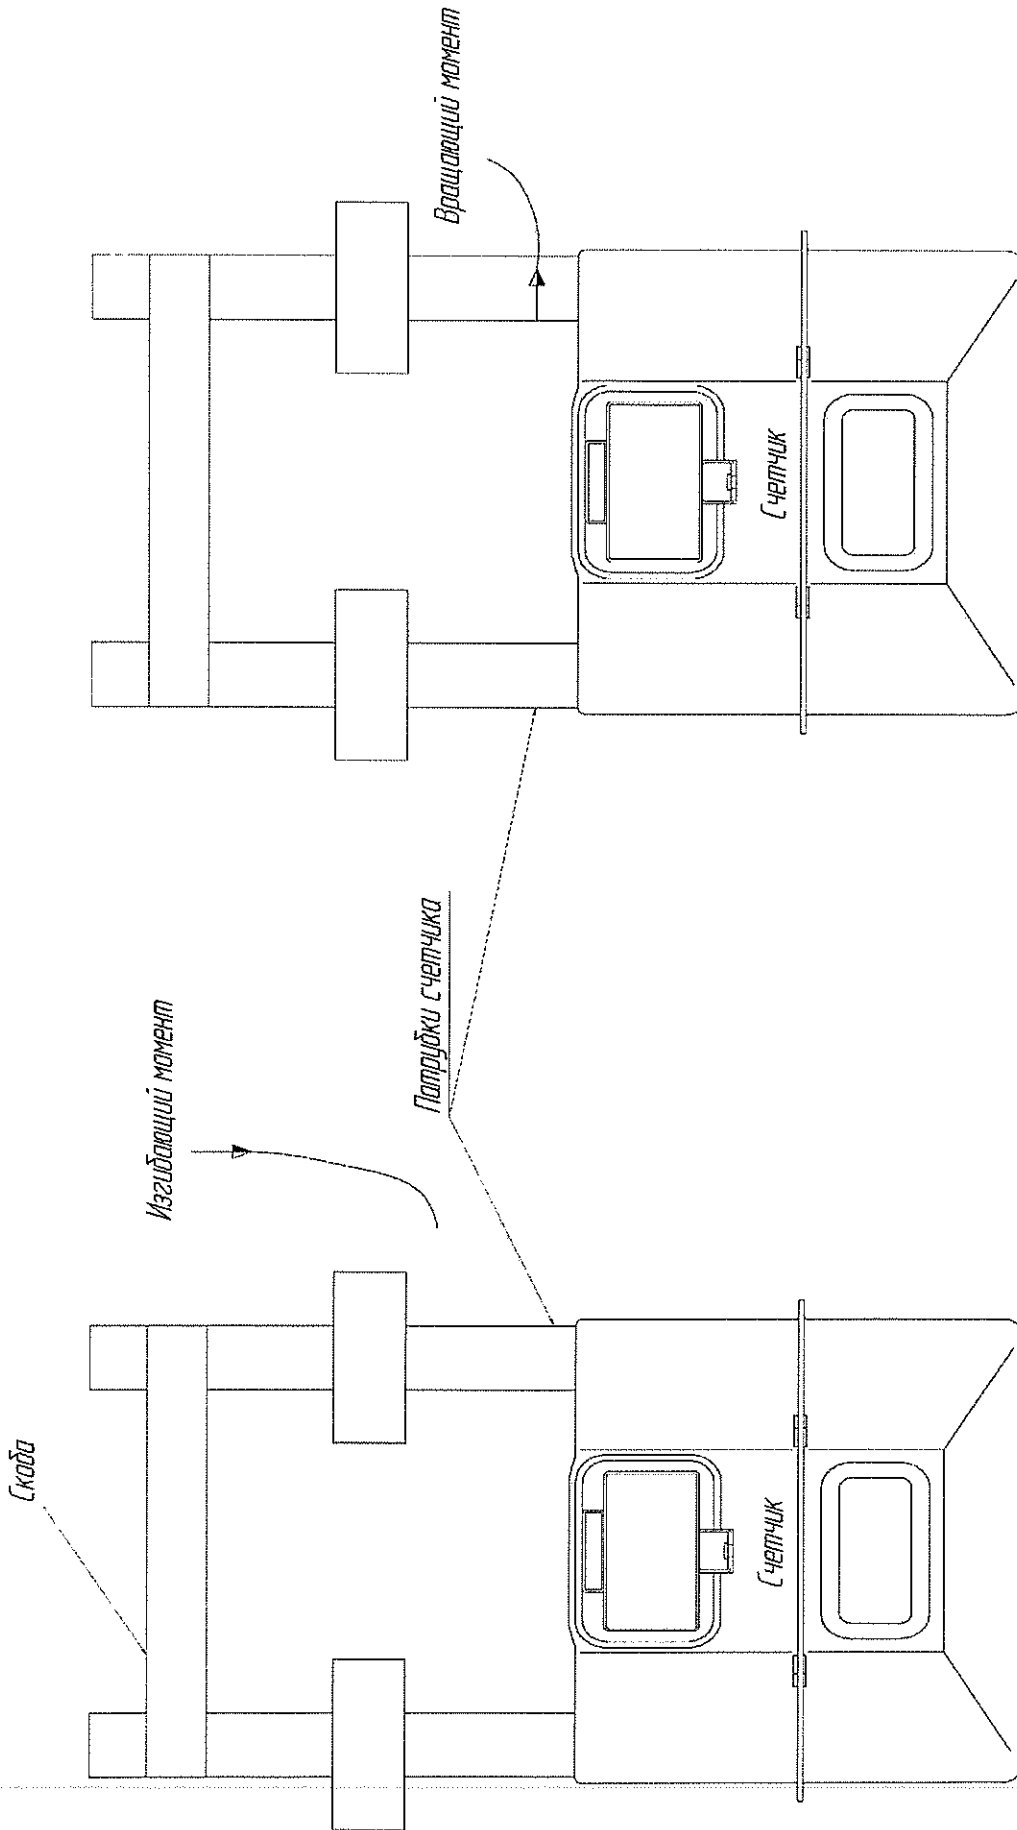 Скоба
Изгибающий момент
Патрубки счетчика
Вращающий момент
Счетчик
Счетчик